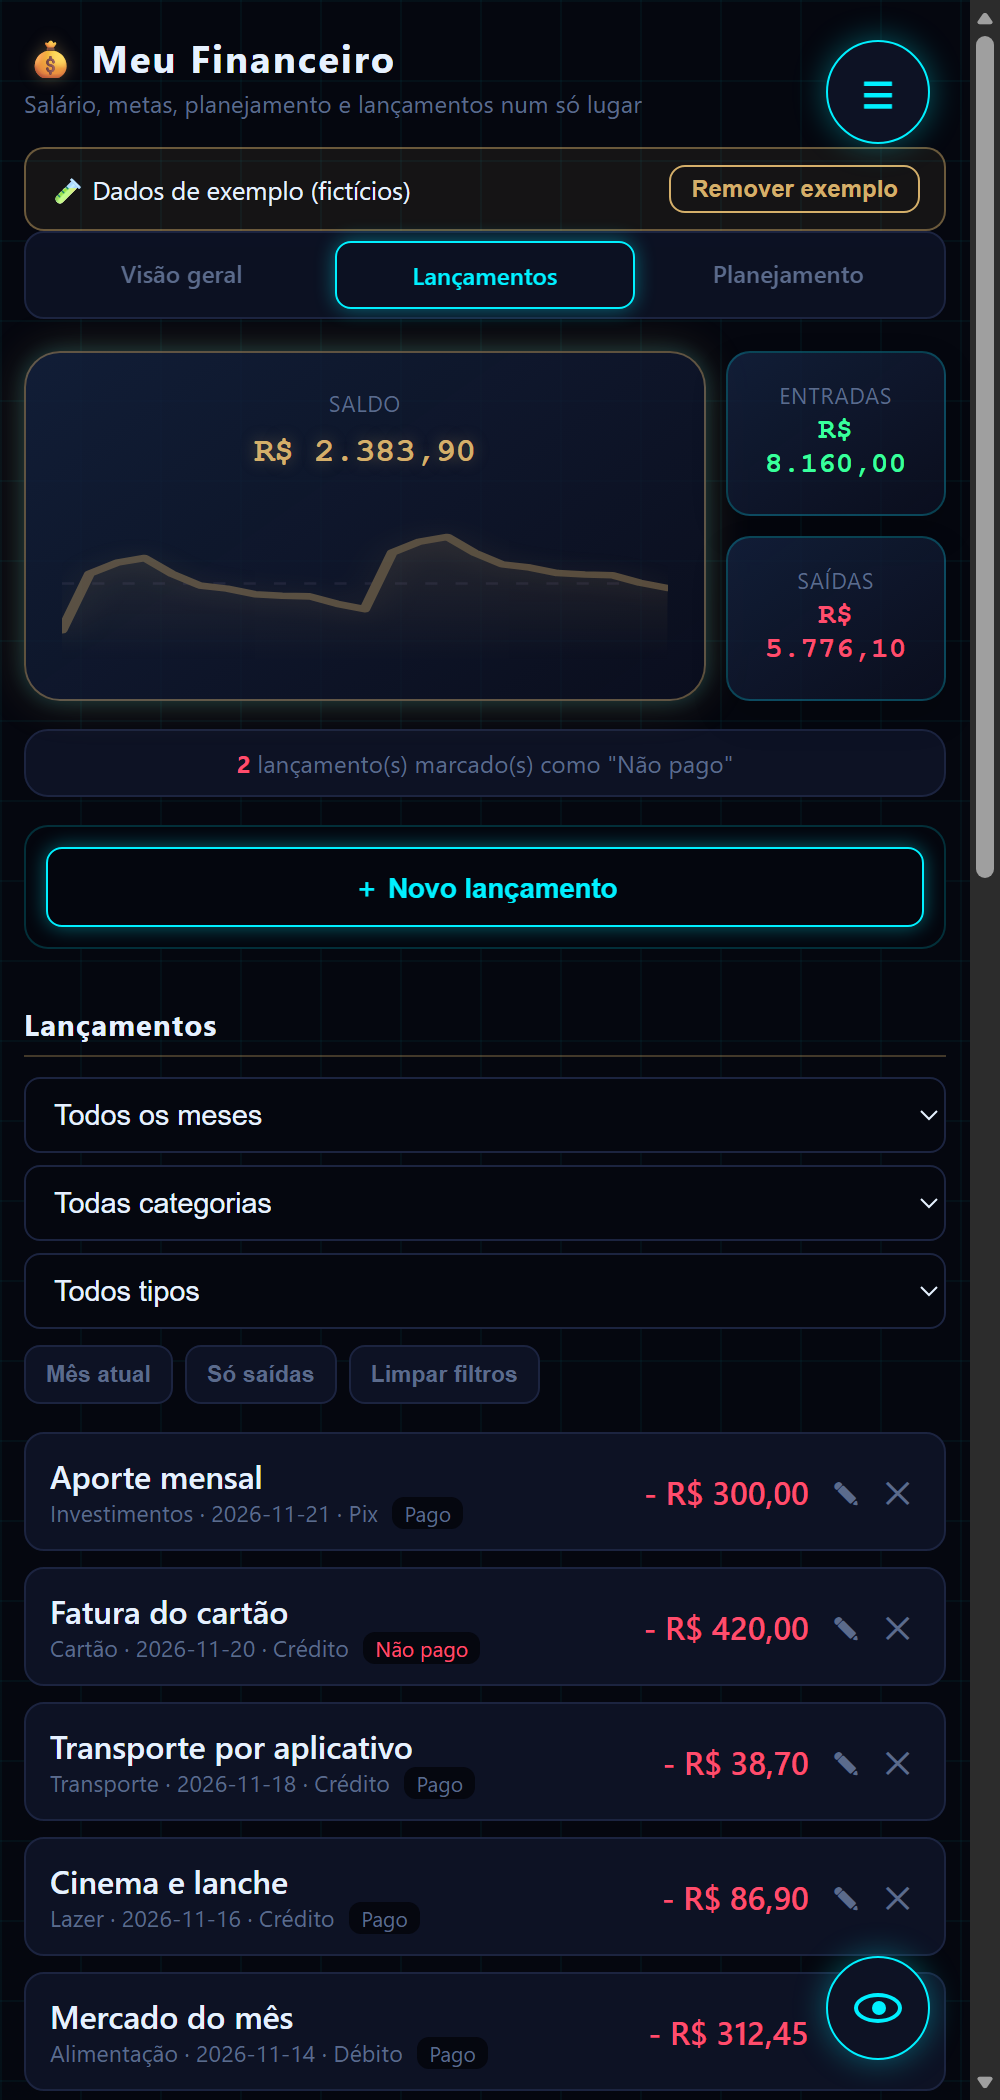 Meu Financeiro
Salário, metas, planejamento e lançamentos num só lugar
Dados de exemplo (fictícios)
Remover exemplo
Visão geral
Lançamentos
Planejamento
SALDO
R$ 2.383,90
ENTRADAS
R$
8.160,00
SAÍDAS
R$
5.776,10
2 lançamento(s) marcado(s) como "Não pago"
+ Novo lançamento
Lançamentos
Todos os meses
Todas categorias
Todos tipos
Mês atual
Só saídas
Limpar filtros
Aporte mensal
Investimentos · 2026-11-21 · Pix Pago
- R$ 300,00
Fatura do cartão
Cartão · 2026-11-20 · Crédito Não pago
- R$ 420,00
Transporte por aplicativo
Transporte · 2026-11-18 · Crédito Pago
- R$ 38,70
Cinema e lanche
Lazer · 2026-11-16 · Crédito Pago
- R$ 86,90
Mercado do mês
Alimentação · 2026-11-14 · Débito Pago
- R$ 312,45